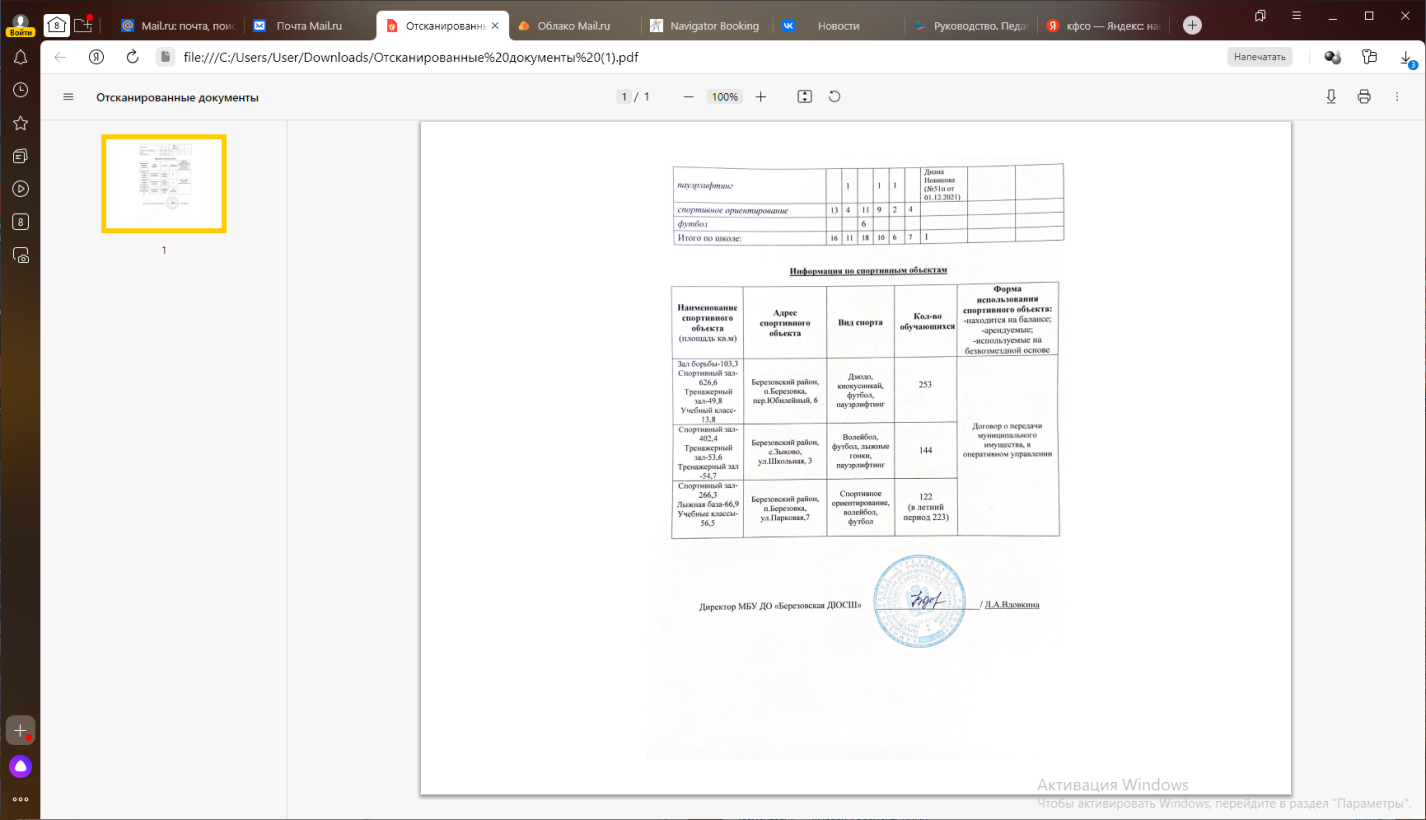 Войти
8
Mail.ru: почта, поис
Почта Mail.ru
Отсканированн
Облако Mail.ru
Navigator Booking
Новости
Руководство. Педаг
кфсо — Яндекс: на
file:///C:/Users/User/Downloads/Отсканированные%20документы%20(1).pdf
Напечатать
3
Отсканированные документы
1 / 1
100%
8
1
пауэрлифтинг 1 1 1
Диана
Новикова
(№51п от
01.12.2021)
спортивное ориентирование 13 4 11 9 2 4
футбол 6
Итого по школе: 16 11 18 10 6 7 1
Информация по спортивным объектам
Наименование
спортивного
объекта
(площадь кв.м)
Адрес
спортивного
объекта
Вид спорта
Кол-во
обучающихся
Форма
использования
спортивного объекта:
-находится на балансе;
-арендуемые;
-используемые на
безвозмездной основе
Зал борьбы-103,3
Спортивный зал-
626,6
Тренажерный
зал-49,8
Учебный класс-
13,8
Березовский район,
п.Березовка,
пер.Юбилейный, 6
Дзюдо,
киокусинкай,
футбол,
пауэрлифтинг
253
Договор о передачи
муниципального
имущества, в
оперативном управлении
Спортивный зал-
402,4
Тренажерный
зал-53,6
Тренажерный зал
-54,7
Березовский район,
с.Зыково,
ул.Школьная, 3
Волейбол,
футбол, лыжные
гонки,
пауэрлифтинг
144
Спортивный зал-
266,3
Лыжная база-66,9
Учебные классы-
56,5
Березовский район,
п.Березовка,
ул.Парковая,7
Спортивное
ориентирование,
волейбол,
футбол
122
(в летний
период 223)
Директор МБУ ДО «Березовская ДЮСШ» / Л.А.Вдовкина
Активация Windows
Чтобы активировать Windows, перейдите в раздел "Параметры".